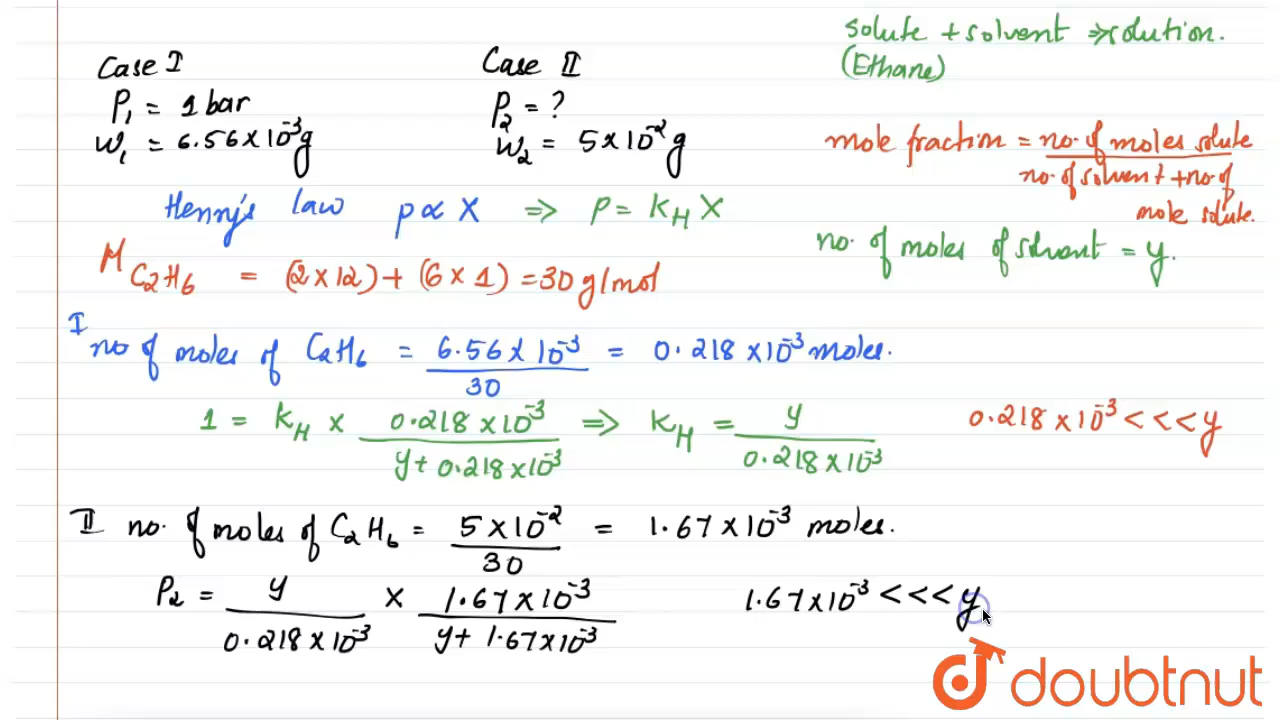 solute + solvent ⇒ solution.
(Ethane)
Case I
P₁ = 1 bar
w₁ = 6.56 × 10⁻³ g
Case II
P₂ = ?
w₂ = 5 × 10⁻² g
mole fraction = no. of moles solute / no. of solvent + no. of mole solute.
Henry's law p ∝ X ⇒ P = K_H X
no. of moles of solvent = y.
M C₂H₆ = (2 × 12) + (6 × 1) = 30 g/mol
I no of moles of C₂H₆ = 6.56 × 10⁻³ / 30 = 0.218 × 10⁻³ moles.
1 = K_H × 0.218 × 10⁻³ / y + 0.218 × 10⁻³ ⇒ K_H = y / 0.218 × 10⁻³
0.218 × 10⁻³ <<< y
II no. of moles of C₂H₆ = 5 × 10⁻² / 30 = 1.67 × 10⁻³ moles.
P₂ = y / 0.218 × 10⁻³ × 1.67 × 10⁻³ / y + 1.67 × 10⁻³
1.67 × 10⁻³ <<< y
doubtnut